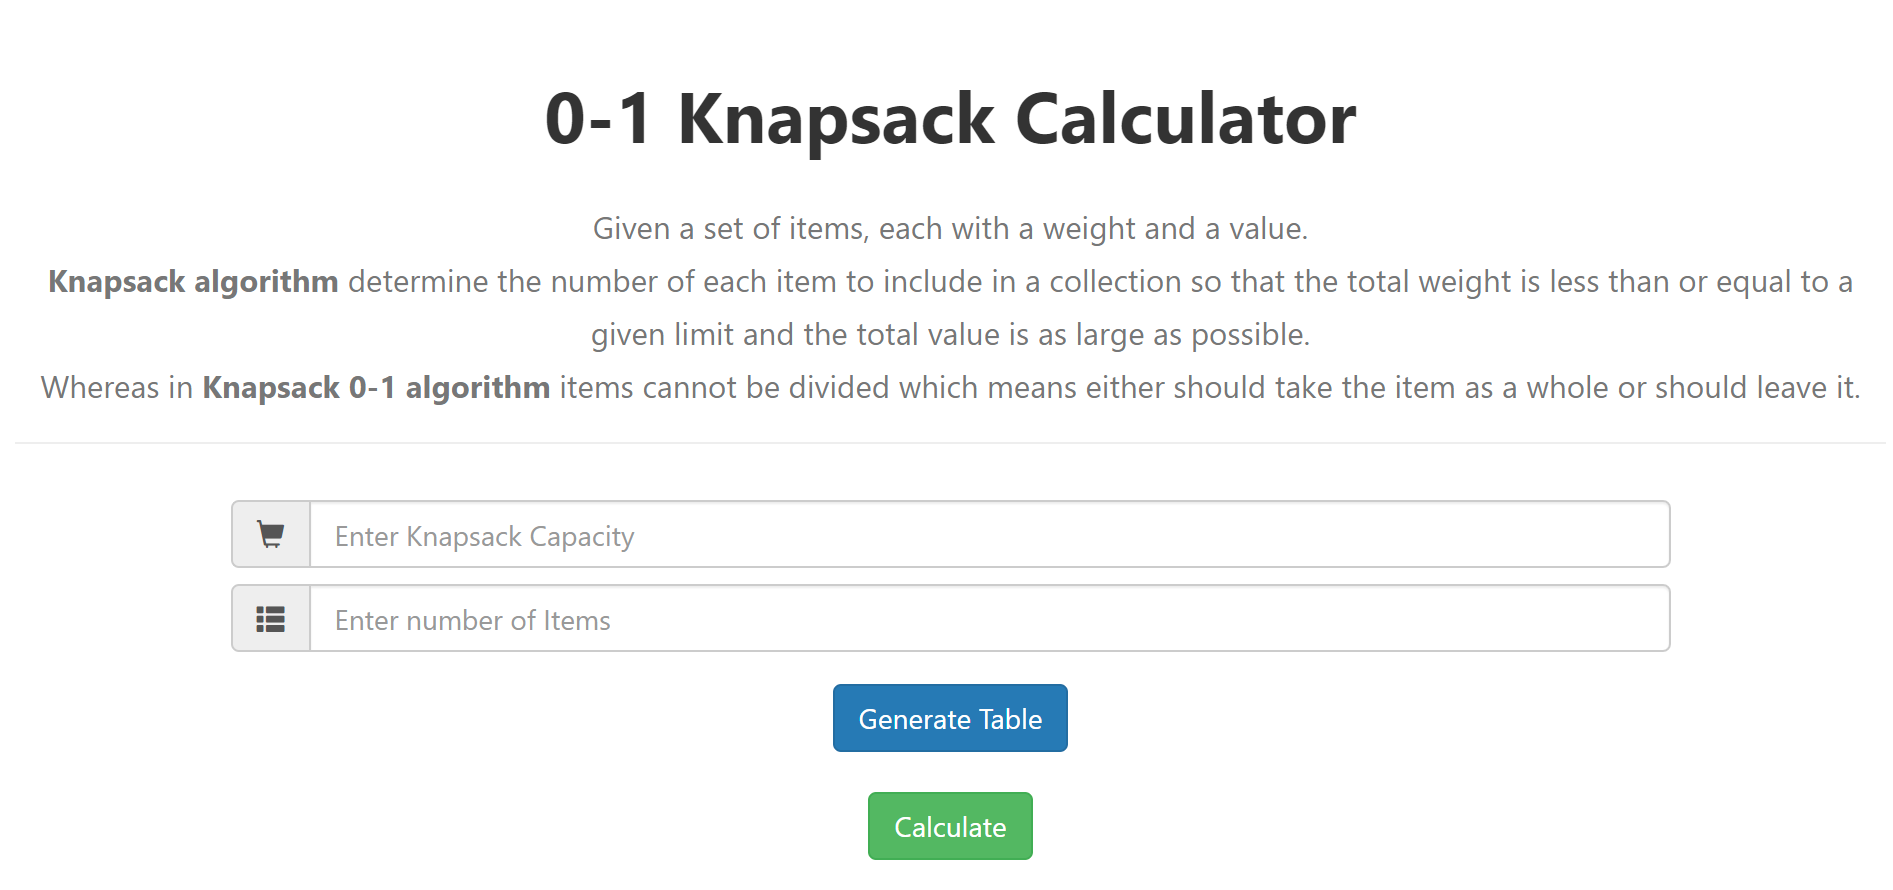 0-1 Knapsack Calculator
Given a set of items, each with a weight and a value.
Knapsack algorithm determine the number of each item to include in a collection so that the total weight is less than or equal to a
given limit and the total value is as large as possible.
Whereas in Knapsack 0-1 algorithm items cannot be divided which means either should take the item as a whole or should leave it.
Enter Knapsack Capacity
Enter number of Items
Generate Table
Calculate